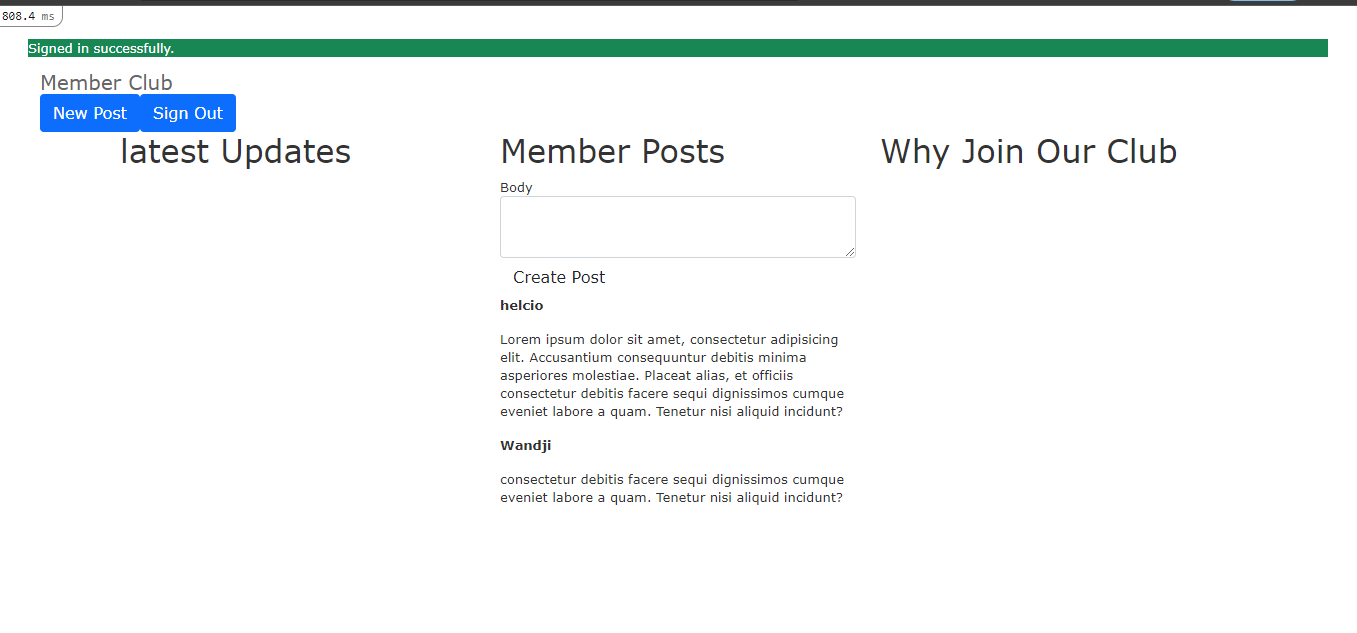 808.4 ms
Signed in successfully.
Member Club
New Post Sign Out
latest Updates
Member Posts
Why Join Our Club
Body
Create Post
helcio
Lorem ipsum dolor sit amet, consectetur adipisicing
elit. Accusantium consequuntur debitis minima
asperiores molestiae. Placeat alias, et officiis
consectetur debitis facere sequi dignissimos cumque
eveniet labore a quam. Tenetur nisi aliquid incidunt?
Wandji
consectetur debitis facere sequi dignissimos cumque
eveniet labore a quam. Tenetur nisi aliquid incidunt?